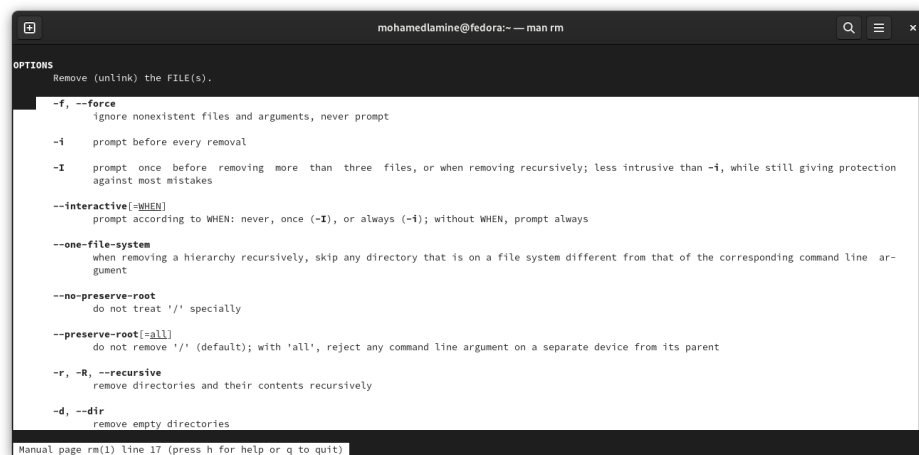 mohamedlamine@fedora:~ — man rm
OPTIONS
Remove (unlink) the FILE(s).
-f, --force
ignore nonexistent files and arguments, never prompt
-i prompt before every removal
-I prompt once before removing more than three files, or when removing recursively; less intrusive than -i, while still giving protection
against most mistakes
--interactive[=WHEN]
prompt according to WHEN: never, once (-I), or always (-i); without WHEN, prompt always
--one-file-system
when removing a hierarchy recursively, skip any directory that is on a file system different from that of the corresponding command line ar-
gument
--no-preserve-root
do not treat '/' specially
--preserve-root[=all]
do not remove '/' (default); with 'all', reject any command line argument on a separate device from its parent
-r, -R, --recursive
remove directories and their contents recursively
-d, --dir
remove empty directories
Manual page rm(1) line 17 (press h for help or q to quit)